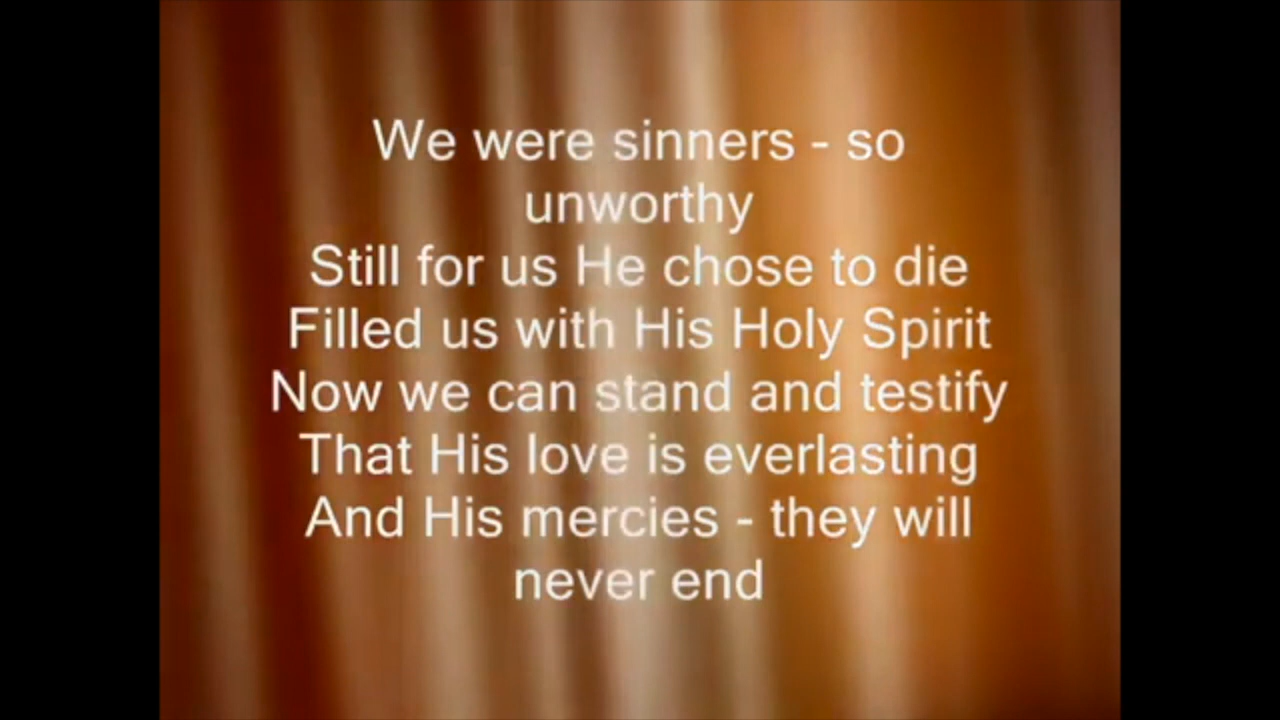 We were sinners - so
unworthy
Still for us He chose to die
Filled us with His Holy Spirit
Now we can stand and testify
That His love is everlasting
And His mercies - they will
never end